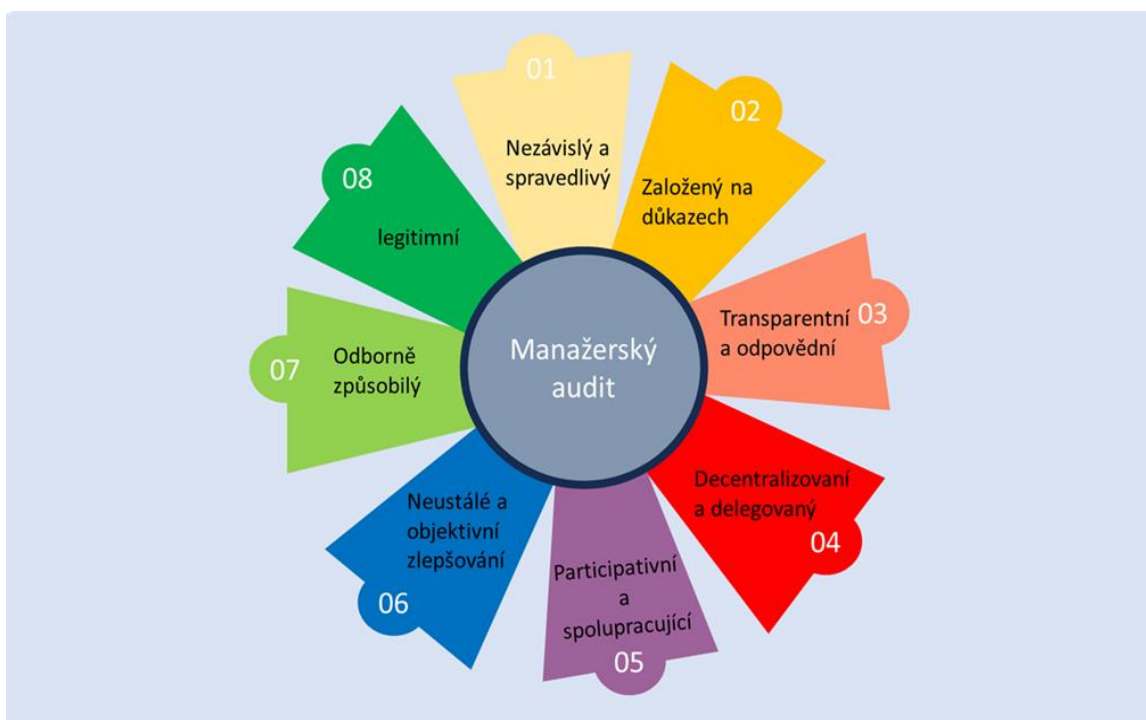 01
Nezávislý a
spravedlivý
02
Založený na
důkazech
03
Transparentní
a odpovědní
04
Decentralizovaní
a delegovaný
05
Participativní
a
spolupracující
06
Neustálé a
objektivní
zlepšování
07
Odborně
způsobilý
08
legitimní
Manažerský
audit